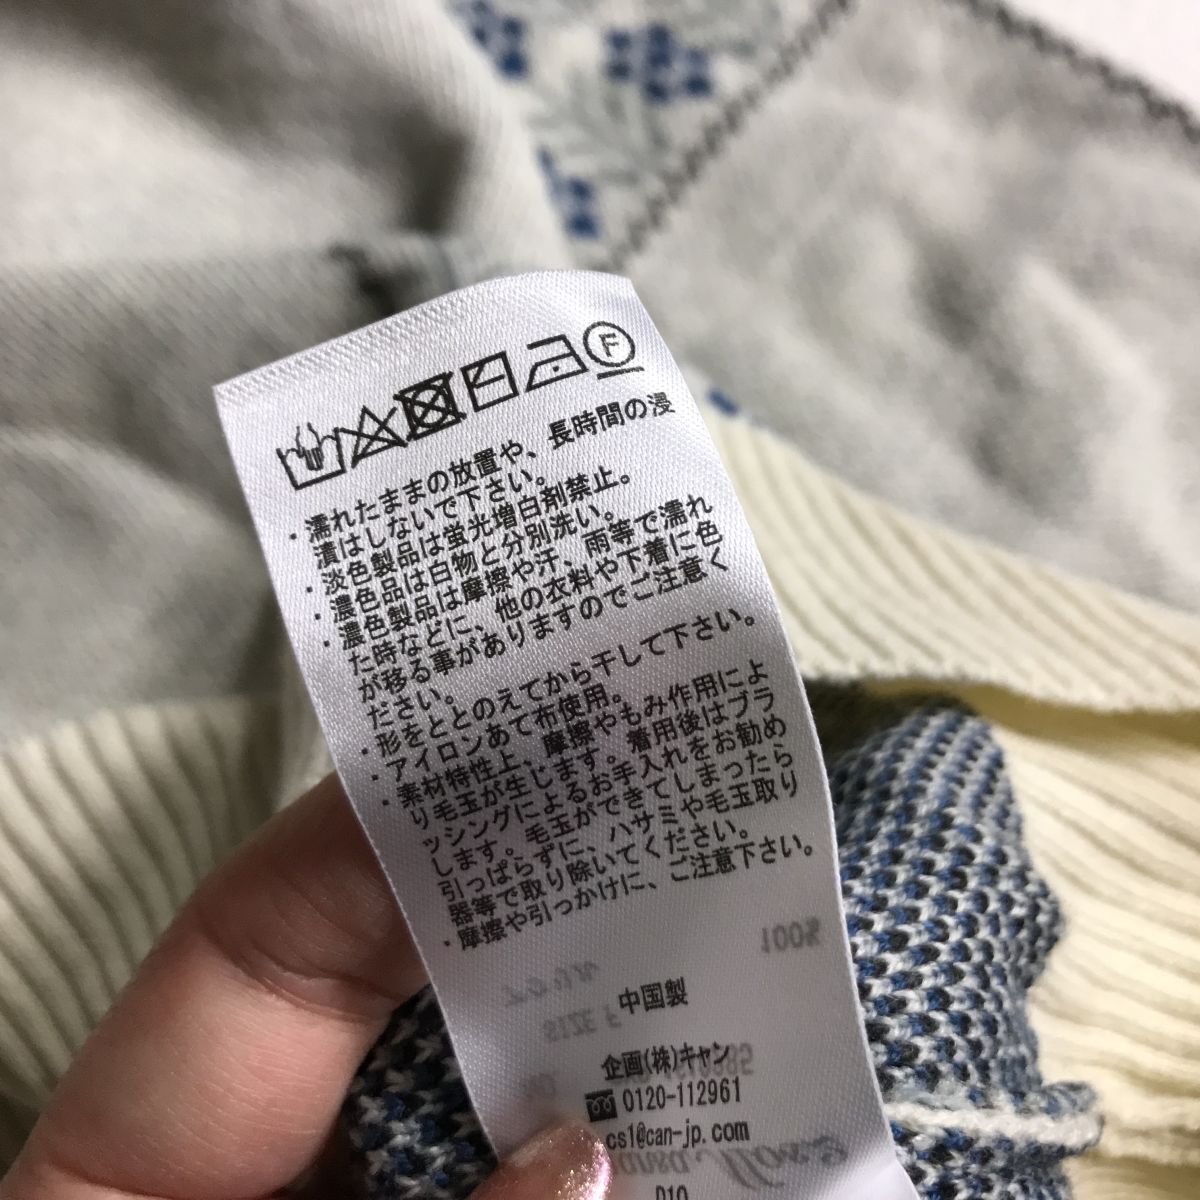 F
・濡れたままの放置や、長時間の浸
漬はしないで下さい。
・淡色製品は蛍光増白剤禁止。
・濃色品は白物と分別洗い。
・濃色製品は摩擦や汗、雨等で濡れ
た時などに、他の衣料や下着に色
が移る事がありますのでご注意く
ださい。
・形をととのえてから干して下さい。
・アイロンあて布使用。
・素材特性上、摩擦やもみ作用によ
り毛玉が生じます。着用後はブラ
ッシングによるお手入れをお勧め
します。毛玉ができてしまったら
引っぱらずに、ハサミや毛玉取り
器等で取り除いてください。
・摩擦や引っかけに、ご注意下さい。
100%
アクリル
SIZE F
中国製
企画(株)キャン
0120-112961
cs1@can-jp.com
010